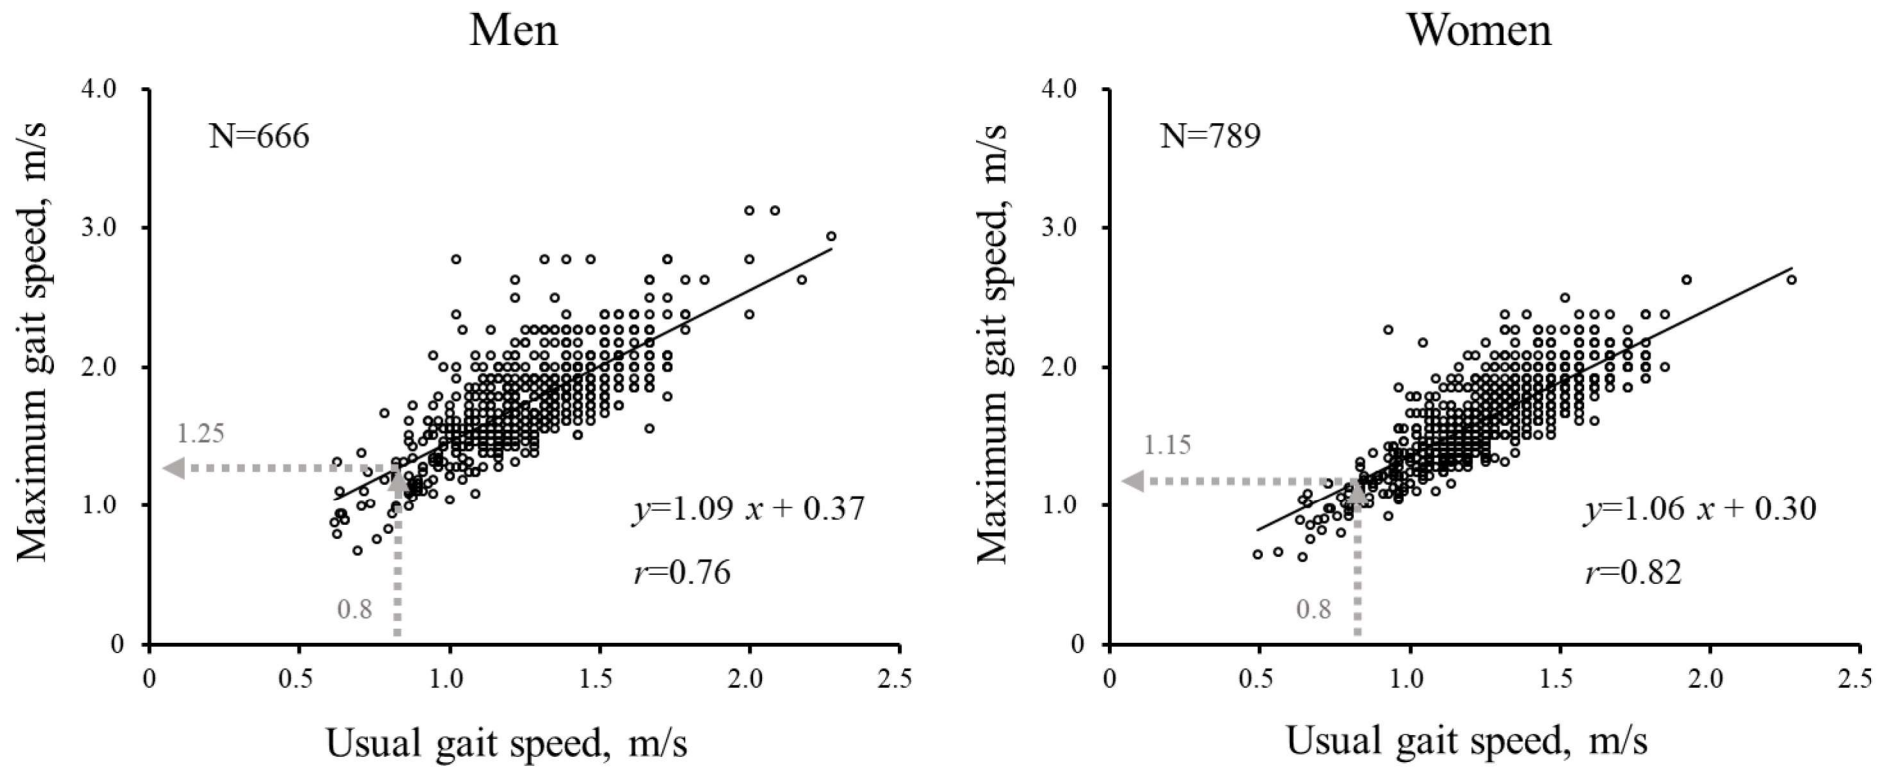 Men
4.0
3.0
2.0
1.0
0
Maximum gait speed, m/s
N=666
1.25
0.8
y=1.09 x + 0.37
r=0.76
0
0.5
1.0
1.5
2.0
2.5
Usual gait speed, m/s
Women
4.0
3.0
2.0
1.0
0
Maximum gait speed, m/s
N=789
1.15
0.8
y=1.06 x + 0.30
r=0.82
0
0.5
1.0
1.5
2.0
2.5
Usual gait speed, m/s